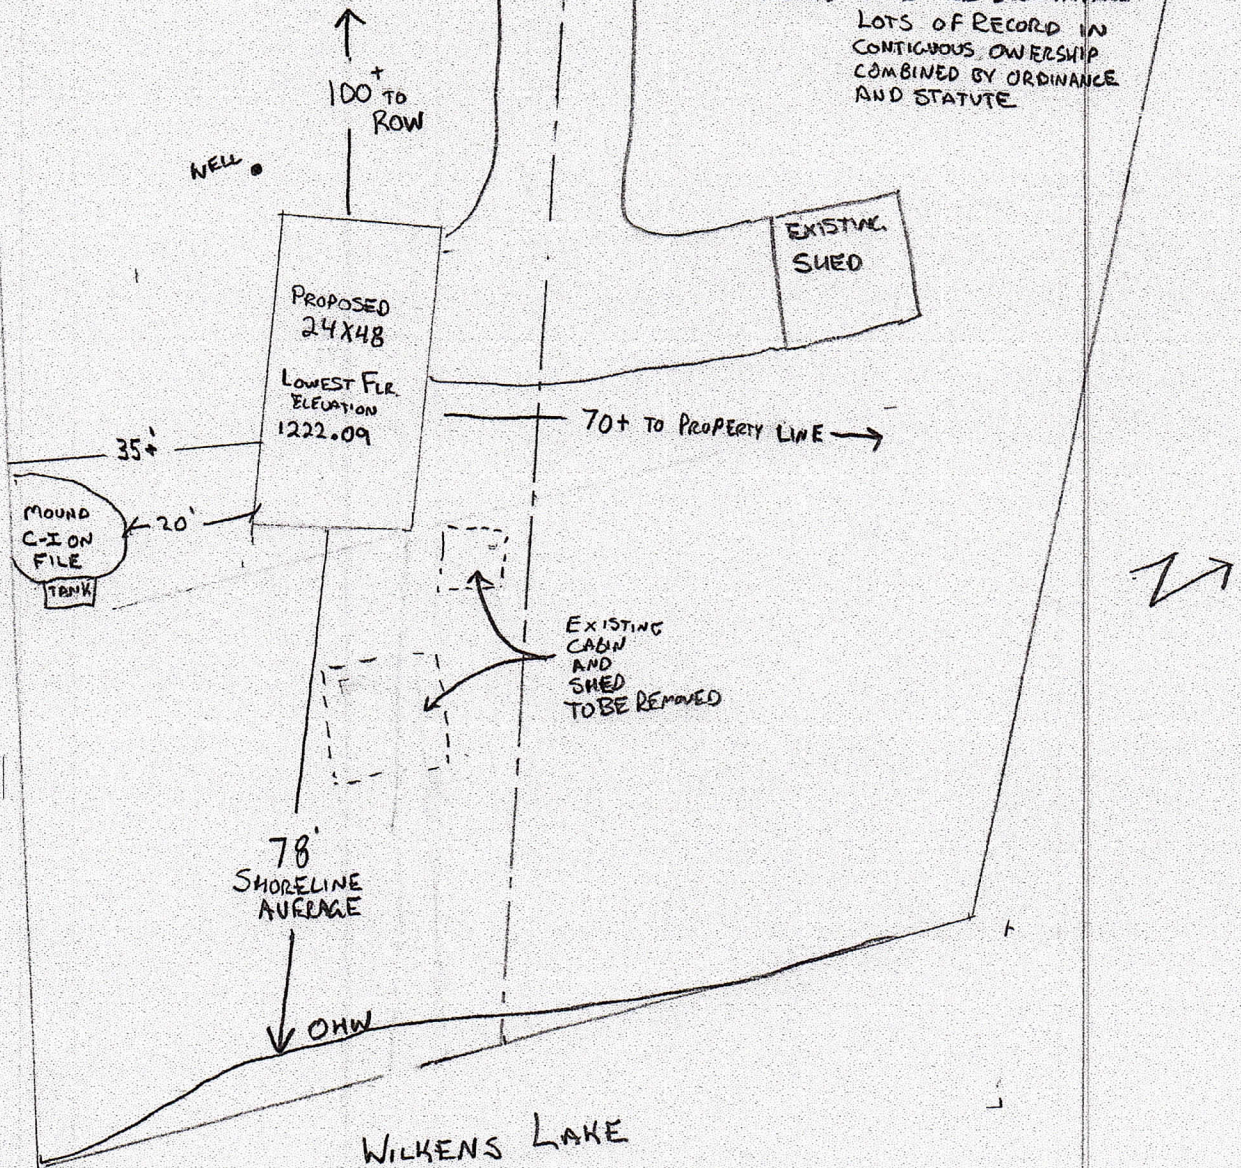 LOTS OF RECORD IN
CONTIGUOUS OWERSHIP
COMBINED BY ORDINANCE
AND STATUTE
100+ TO
ROW
WELL
EXISTING
SHED
PROPOSED
24X48
LOWEST FLR.
ELEVATION
1222.09
70+ TO PROPERTY LINE
35+'
MOUND
C-I ON
FILE
TANK
20'
EXISTING
CABIN
AND
SHED
TO BE REMOVED
78'
SHORELINE
AVERAGE
OHW
WILKENS LAKE